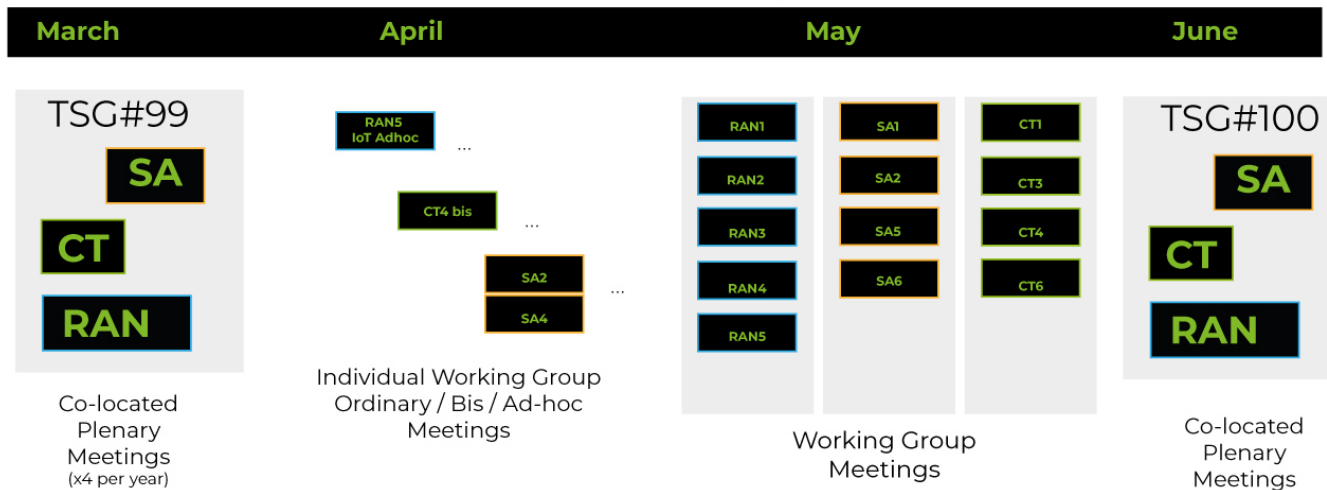 March
April
May
June
TSG#99
SA
CT
RAN
Co-located
Plenary
Meetings
(x4 per year)
RAN5
IoT Adhoc
...
CT4 bis
...
SA2
...
SA4
Individual Working Group
Ordinary / Bis / Ad-hoc
Meetings
RAN1
RAN2
RAN3
RAN4
RAN5
SA1
SA2
SA5
SA6
CT1
CT3
CT4
CT6
Working Group
Meetings
TSG#100
SA
CT
RAN
Co-located
Plenary
Meetings